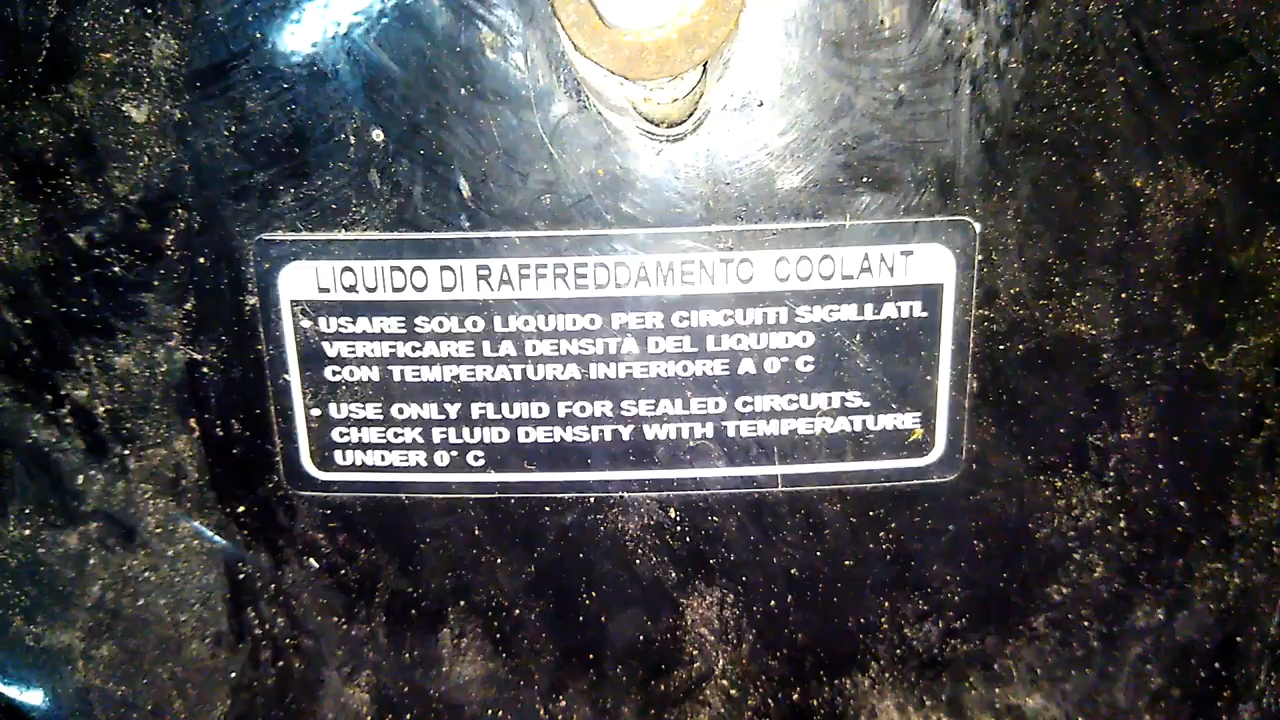 LIQUIDO DI RAFFREDDAMENTO COOLANT
• USARE SOLO LIQUIDO PER CIRCUITI SIGILLATI.
VERIFICARE LA DENSITÀ DEL LIQUIDO
CON TEMPERATURA INFERIORE A 0° C
• USE ONLY FLUID FOR SEALED CIRCUITS.
CHECK FLUID DENSITY WITH TEMPERATURE
UNDER 0° C